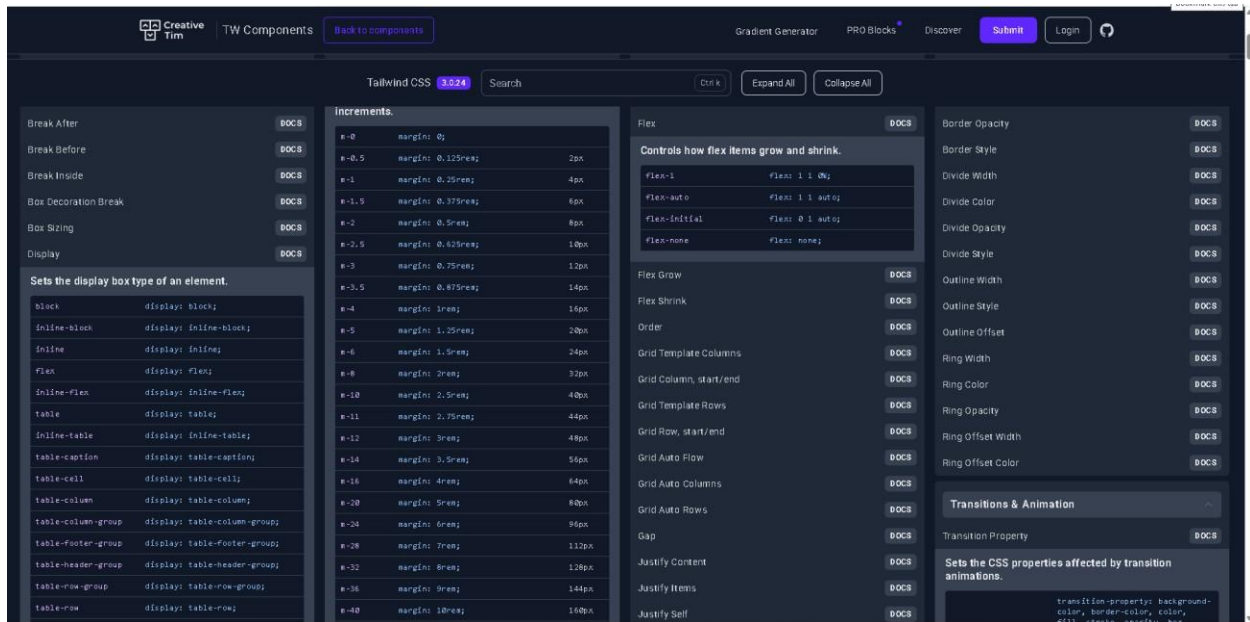 Creative
Tim
TW Components
Back to components
Gradient Generator
PRO Blocks
Discover
Submit
Login
Tailwind CSS 3.0.24
Search
Ctrl k
Expand All
Collapse All
Break After DOCS
Break Before DOCS
Break Inside DOCS
Box Decoration Break DOCS
Box Sizing DOCS
Display DOCS
Sets the display box type of an element.
block display: block;
inline-block display: inline-block;
inline display: inline;
flex display: flex;
inline-flex display: inline-flex;
table display: table;
inline-table display: inline-table;
table-caption display: table-caption;
table-cell display: table-cell;
table-column display: table-column;
table-column-group display: table-column-group;
table-footer-group display: table-footer-group;
table-header-group display: table-header-group;
table-row-group display: table-row-group;
table-row display: table-row;
increments.
m-0 margin: 0;
m-0.5 margin: 0.125rem; 2px
m-1 margin: 0.25rem; 4px
m-1.5 margin: 0.375rem; 6px
m-2 margin: 0.5rem; 8px
m-2.5 margin: 0.625rem; 10px
m-3 margin: 0.75rem; 12px
m-3.5 margin: 0.875rem; 14px
m-4 margin: 1rem; 16px
m-5 margin: 1.25rem; 20px
m-6 margin: 1.5rem; 24px
m-8 margin: 2rem; 32px
m-10 margin: 2.5rem; 40px
m-11 margin: 2.75rem; 44px
m-12 margin: 3rem; 48px
m-14 margin: 3.5rem; 56px
m-16 margin: 4rem; 64px
m-20 margin: 5rem; 80px
m-24 margin: 6rem; 96px
m-28 margin: 7rem; 112px
m-32 margin: 8rem; 128px
m-36 margin: 9rem; 144px
m-40 margin: 10rem; 160px
Flex DOCS
Controls how flex items grow and shrink.
flex-1 flex: 1 1 0%;
flex-auto flex: 1 1 auto;
flex-initial flex: 0 1 auto;
flex-none flex: none;
Flex Grow DOCS
Flex Shrink DOCS
Order DOCS
Grid Template Columns DOCS
Grid Column, start/end DOCS
Grid Template Rows DOCS
Grid Row, start/end DOCS
Grid Auto Flow DOCS
Grid Auto Columns DOCS
Grid Auto Rows DOCS
Gap DOCS
Justify Content DOCS
Justify Items DOCS
Justify Self DOCS
Border Opacity DOCS
Border Style DOCS
Divide Width DOCS
Divide Color DOCS
Divide Opacity DOCS
Divide Style DOCS
Outline Width DOCS
Outline Style DOCS
Outline Offset DOCS
Ring Width DOCS
Ring Color DOCS
Ring Opacity DOCS
Ring Offset Width DOCS
Ring Offset Color DOCS
Transitions & Animation
Transition Property DOCS
Sets the CSS properties affected by transition
animations.
transition-property: background-
color, border-color, color,